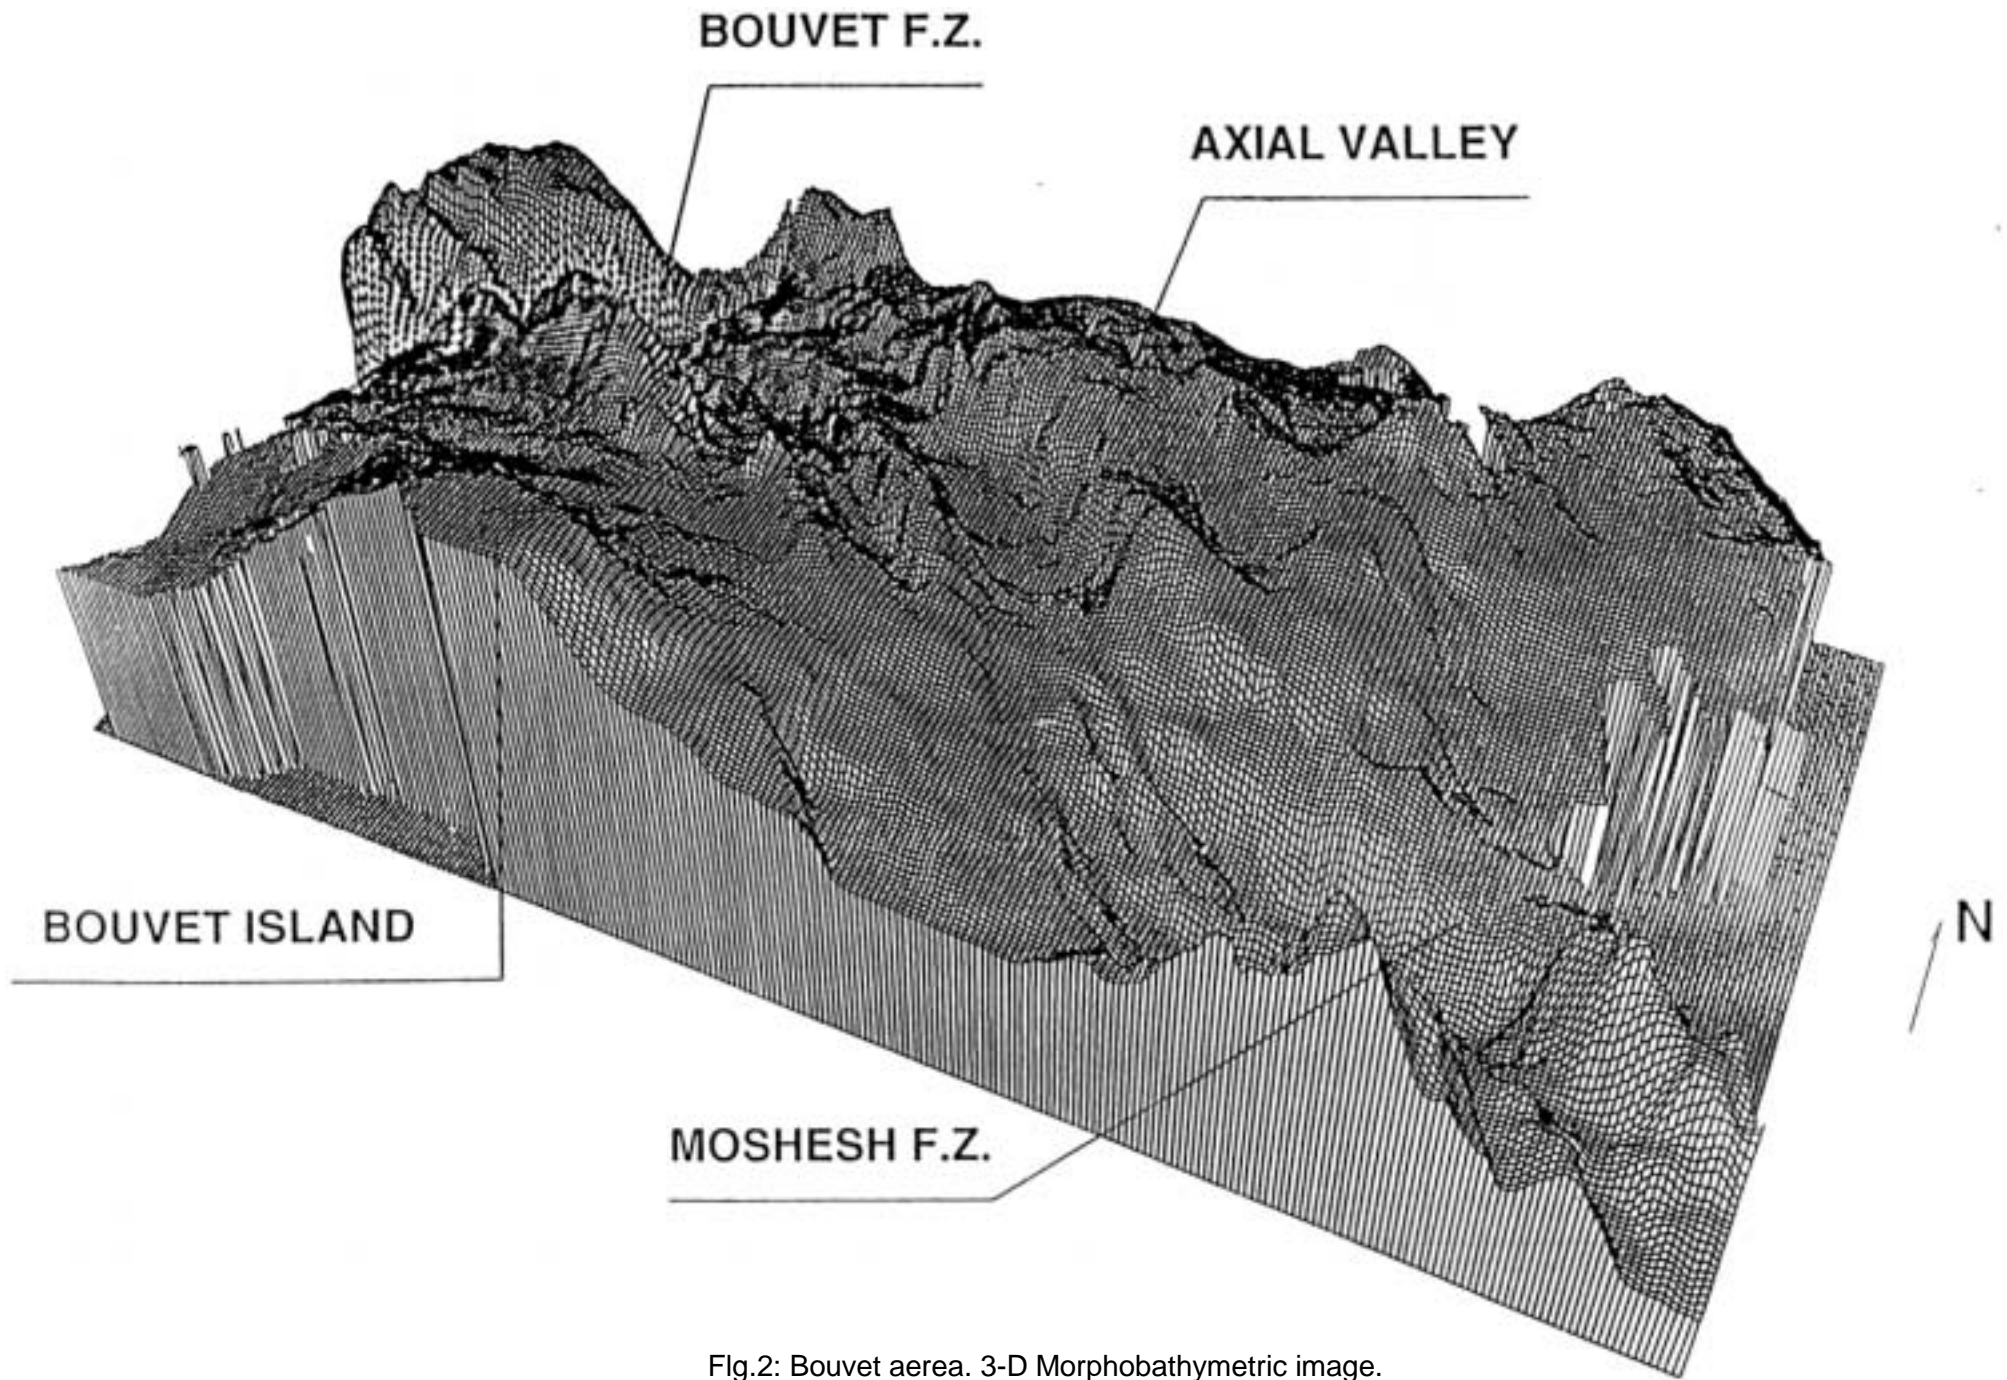 BOUVET F.Z.
AXIAL VALLEY
BOUVET ISLAND
N
MOSHESH F.Z.
FIg.2: Bouvet aerea. 3-D Morphobathymetric image.